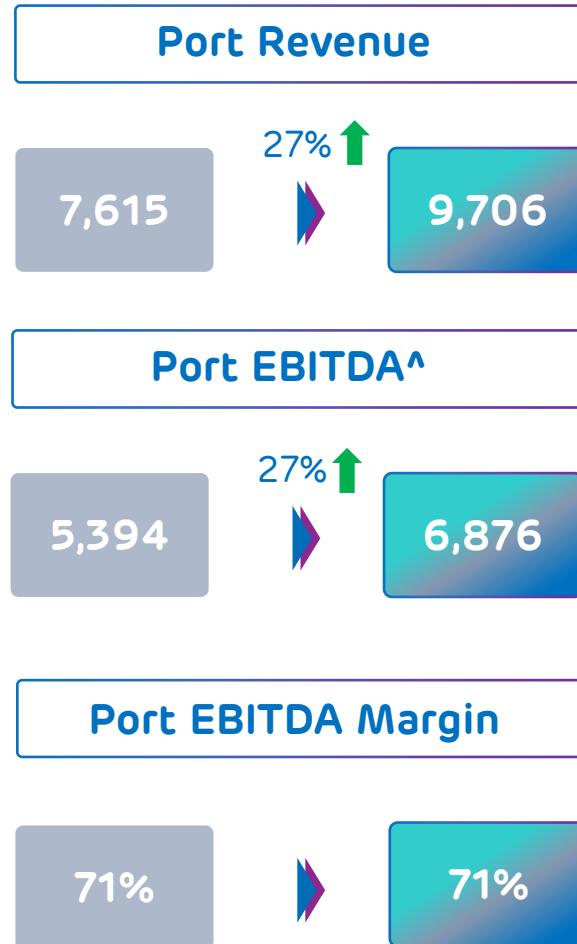 Port Revenue
27%
7,615
9,706
Port EBITDA^
27%
5,394
6,876
Port EBITDA Margin
71%
71%